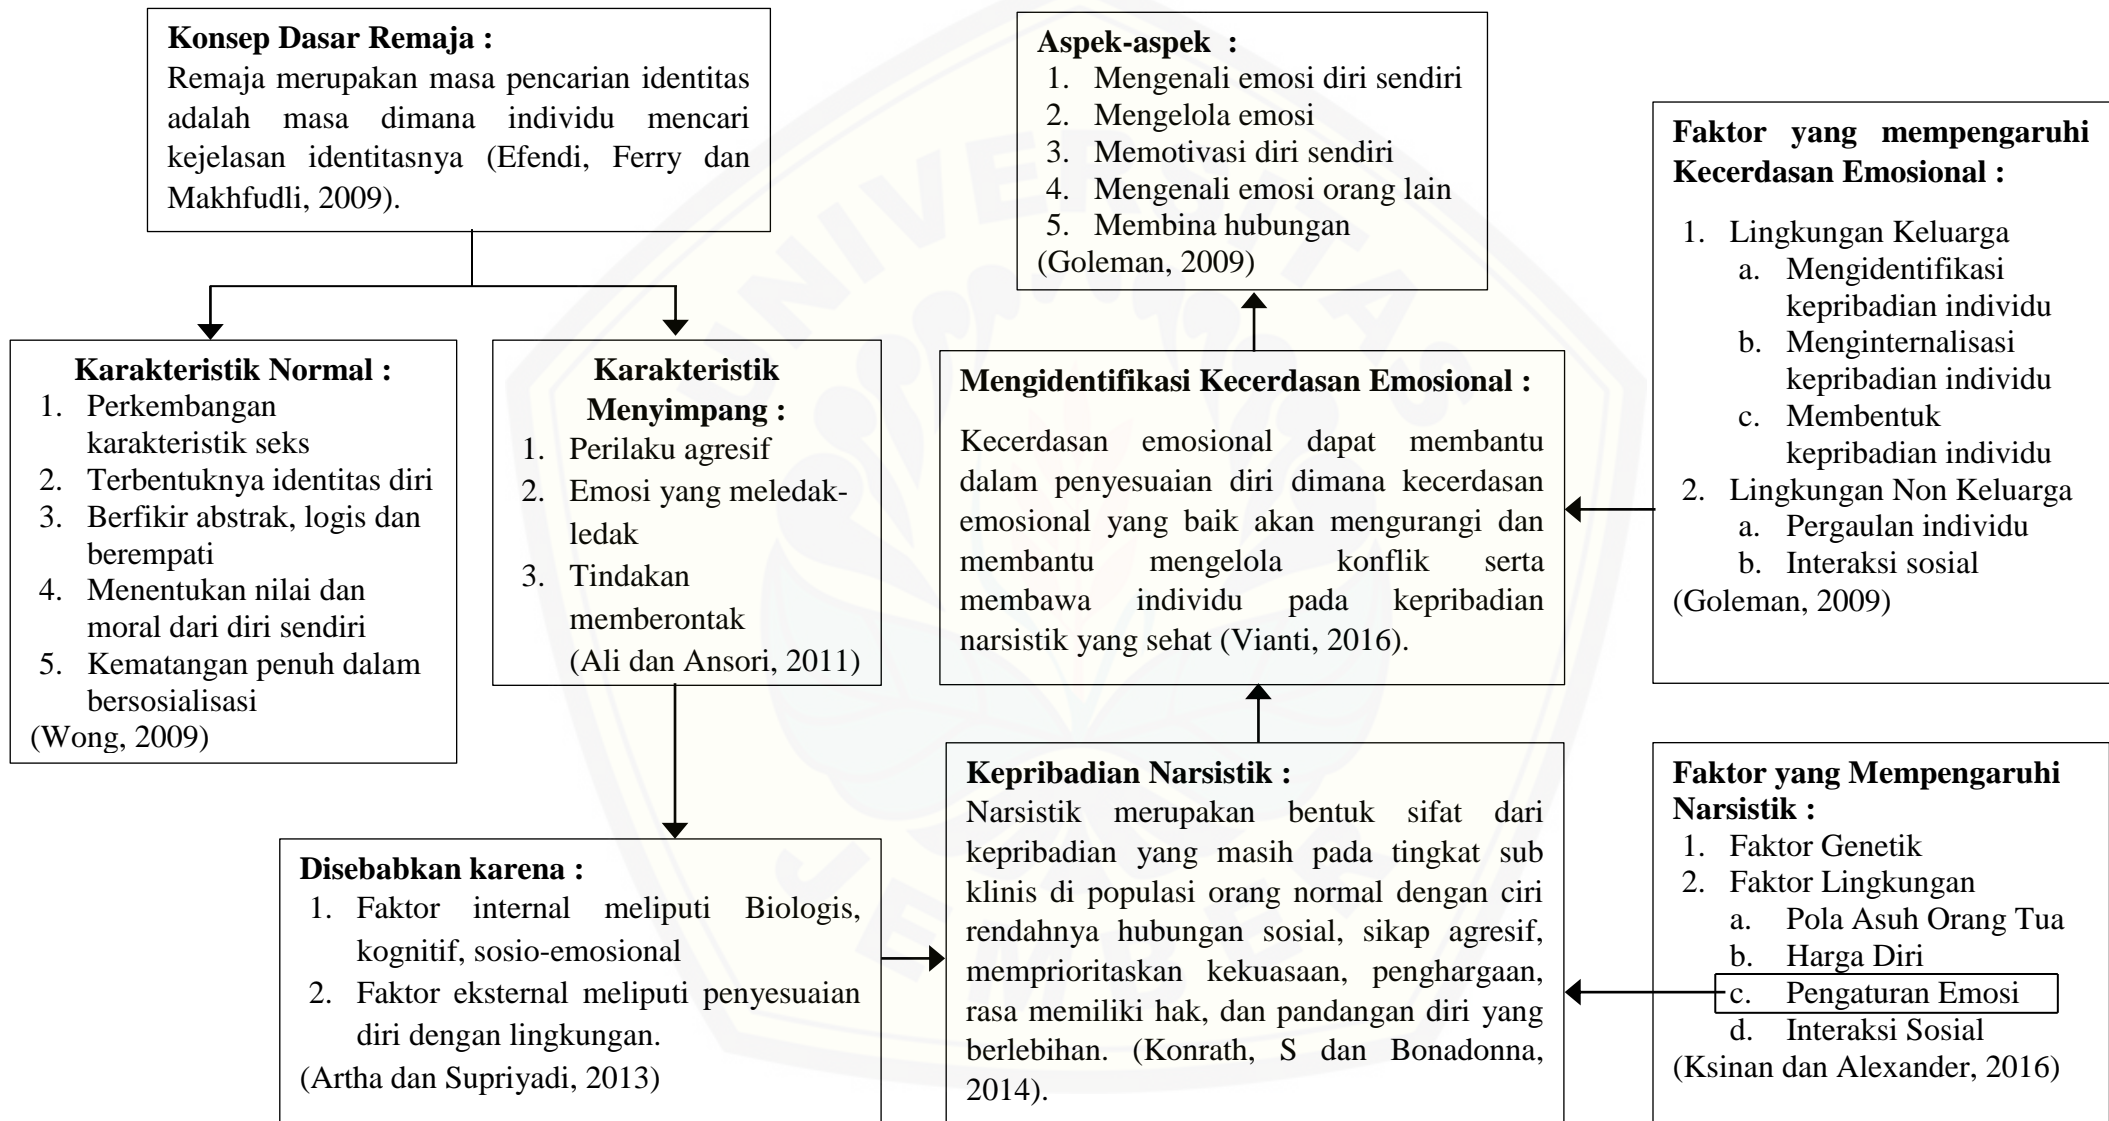 Konsep Dasar Remaja :
Remaja merupakan masa pencarian identitas
adalah masa dimana individu mencari
kejelasan identitasnya (Efendi, Ferry dan
Makhfudli, 2009).
Aspek-aspek :
1. Mengenali emosi diri sendiri
2. Mengelola emosi
3. Memotivasi diri sendiri
4. Mengenali emosi orang lain
5. Membina hubungan
(Goleman, 2009)
Faktor yang mempengaruhi
Kecerdasan Emosional :
1. Lingkungan Keluarga
a. Mengidentifikasi
kepribadian individu
b. Menginternalisasi
kepribadian individu
c. Membentuk
kepribadian individu
2. Lingkungan Non Keluarga
a. Pergaulan individu
b. Interaksi sosial
(Goleman, 2009)
Karakteristik Normal :
1. Perkembangan
karakteristik seks
2. Terbentuknya identitas diri
3. Berfikir abstrak, logis dan
berempati
4. Menentukan nilai dan
moral dari diri sendiri
5. Kematangan penuh dalam
bersosialisasi
(Wong, 2009)
Karakteristik
Menyimpang :
1. Perilaku agresif
2. Emosi yang meledak-
ledak
3. Tindakan
memberontak
(Ali dan Ansori, 2011)
Mengidentifikasi Kecerdasan Emosional :
Kecerdasan emosional dapat membantu
dalam penyesuaian diri dimana kecerdasan
emosional yang baik akan mengurangi dan
membantu mengelola konflik serta
membawa individu pada kepribadian
narsistik yang sehat (Vianti, 2016).
Disebabkan karena :
1. Faktor internal meliputi Biologis,
kognitif, sosio-emosional
2. Faktor eksternal meliputi penyesuaian
diri dengan lingkungan.
(Artha dan Supriyadi, 2013)
Kepribadian Narsistik :
Narsistik merupakan bentuk sifat dari
kepribadian yang masih pada tingkat sub
klinis di populasi orang normal dengan ciri
rendahnya hubungan sosial, sikap agresif,
memprioritaskan kekuasaan, penghargaan,
rasa memiliki hak, dan pandangan diri yang
berlebihan. (Konrath, S dan Bonadonna,
2014).
Faktor yang Mempengaruhi
Narsistik :
1. Faktor Genetik
2. Faktor Lingkungan
a. Pola Asuh Orang Tua
b. Harga Diri
c. Pengaturan Emosi
d. Interaksi Sosial
(Ksinan dan Alexander, 2016)
UNIVERSITAS
JEMBER